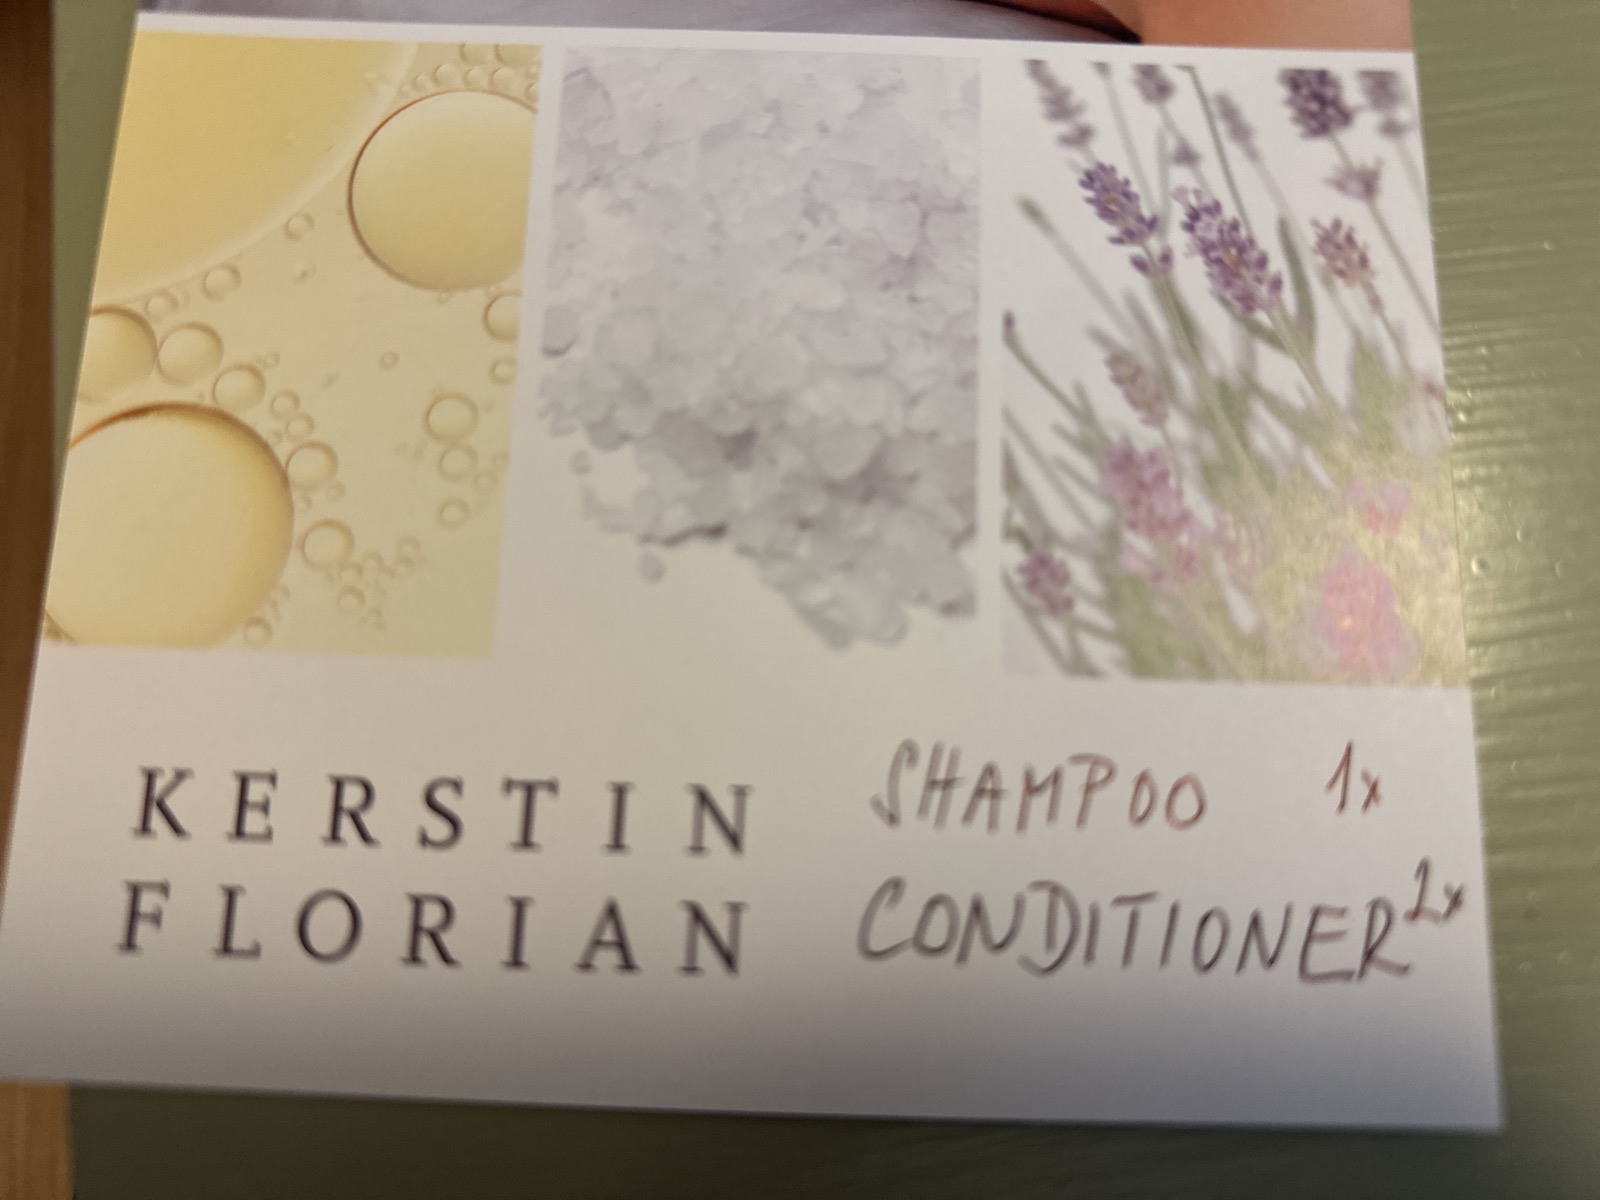 KERSTIN
FLORIAN
SHAMPOO 1x
CONDITIONER 2x